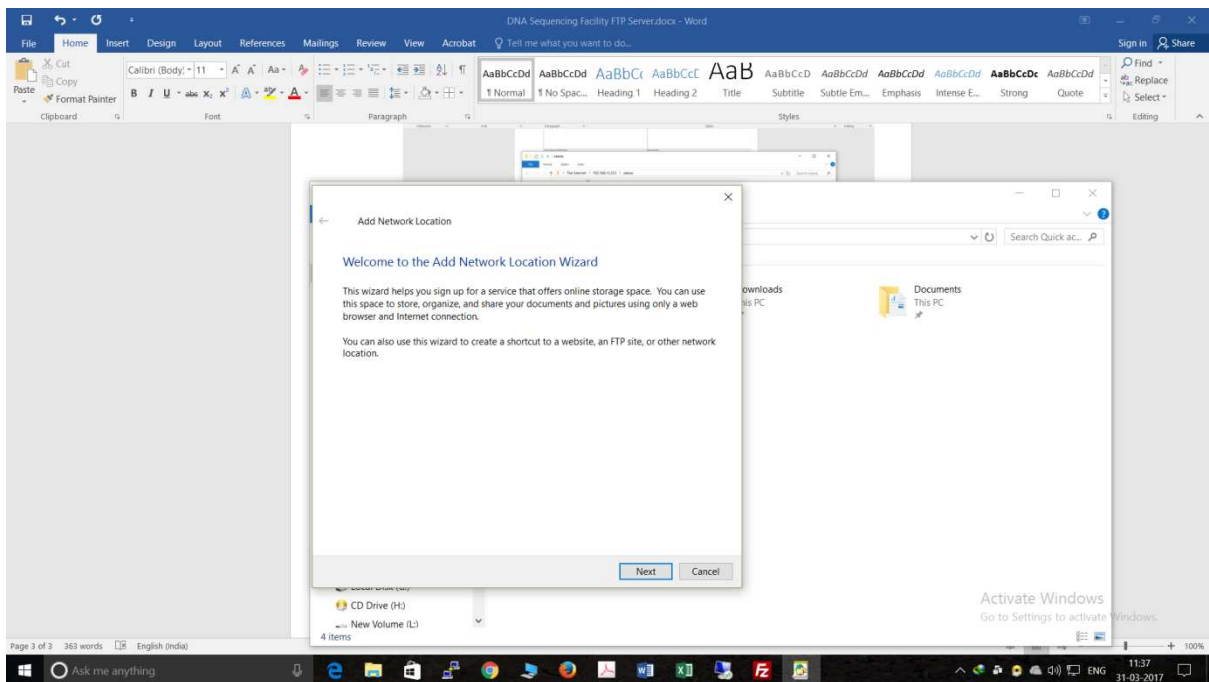 DNA Sequencing Facility FTP Server.docx - Word
File Home Insert Design Layout References Mailings Review View Acrobat Tell me what you want to do... Sign in Share
Paste
Cut
Copy
Format Painter
Clipboard
Calibri (Body) 11
Font
Paragraph
AaBbCcDd AaBbCcDd AaBbCc AaBbCcE AaB AaBbCcD AaBbCcDd AaBbCcDd AaBbCcDd AaBbCcDc AaBbCcDd
¶ Normal ¶ No Spac... Heading 1 Heading 2 Title Subtitle Subtle Em... Emphasis Intense E... Strong Quote
Styles
Find
Replace
Select
Editing
Add Network Location
Welcome to the Add Network Location Wizard
This wizard helps you sign up for a service that offers online storage space. You can use
this space to store, organize, and share your documents and pictures using only a web
browser and Internet connection.
You can also use this wizard to create a shortcut to a website, an FTP site, or other network
location.
Next Cancel
Search Quick ac...
ownloads
his PC
Documents
This PC
CD Drive (H:)
New Volume (L:)
4 items
Activate Windows
Go to Settings to activate Windows.
Page 3 of 3 363 words English (India)
100%
Ask me anything
ENG
11:37
31-03-2017